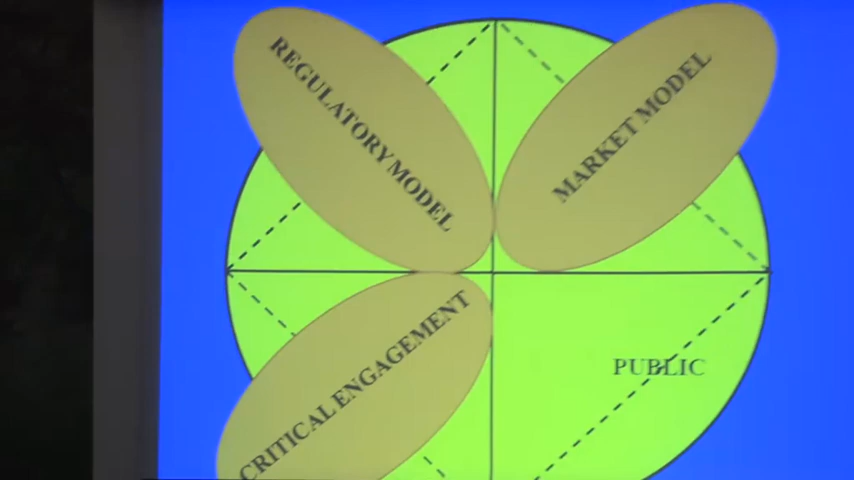 REGULATORY MODEL
MARKET MODEL
CRITICAL ENGAGEMENT
PUBLIC